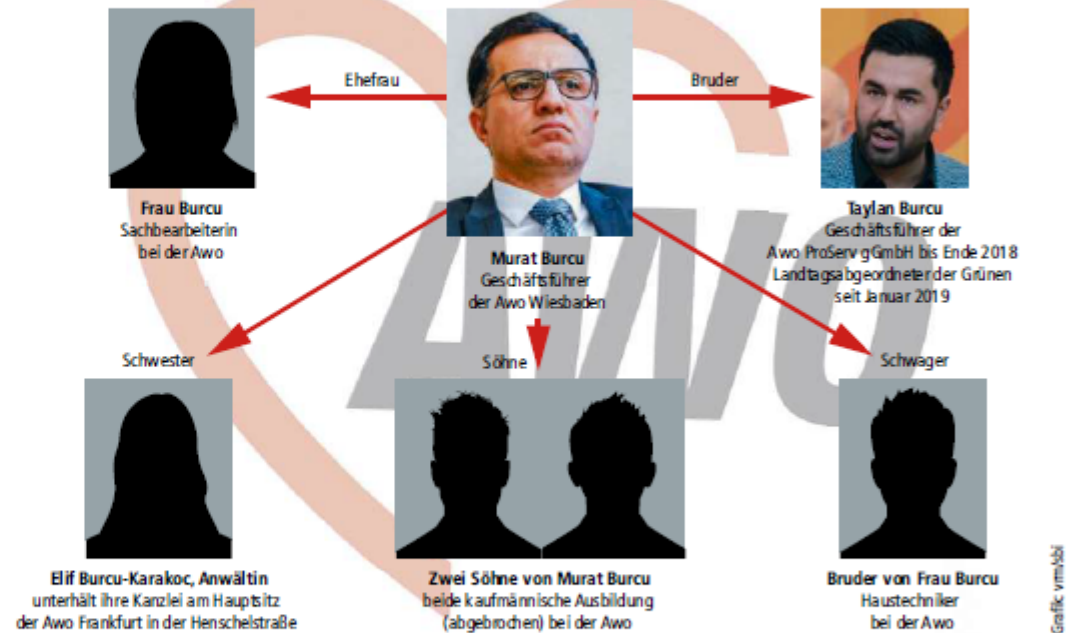 Ehefrau
Bruder
Frau Burcu
Sachbearbeiterin
bei der Awo
Murat Burcu
Geschäftsführer
der Awo Wiesbaden
Taylan Burcu
Geschäftsführer der
Awo ProServ gGmbH bis Ende 2018
Landtagsabgeordneter der Grünen
seit Januar 2019
AWO
Schwester
Söhne
Schwager
Elif Burcu-Karakoc, Anwältin
unterhält ihre Kanzlei am Hauptsitz
der Awo Frankfurt in der Henschelstraße
Zwei Söhne von Murat Burcu
beide kaufmännische Ausbildung
(abgebrochen) bei der Awo
Bruder von Frau Burcu
Haustechniker
bei der Awo
Grafik: vrm/sbi